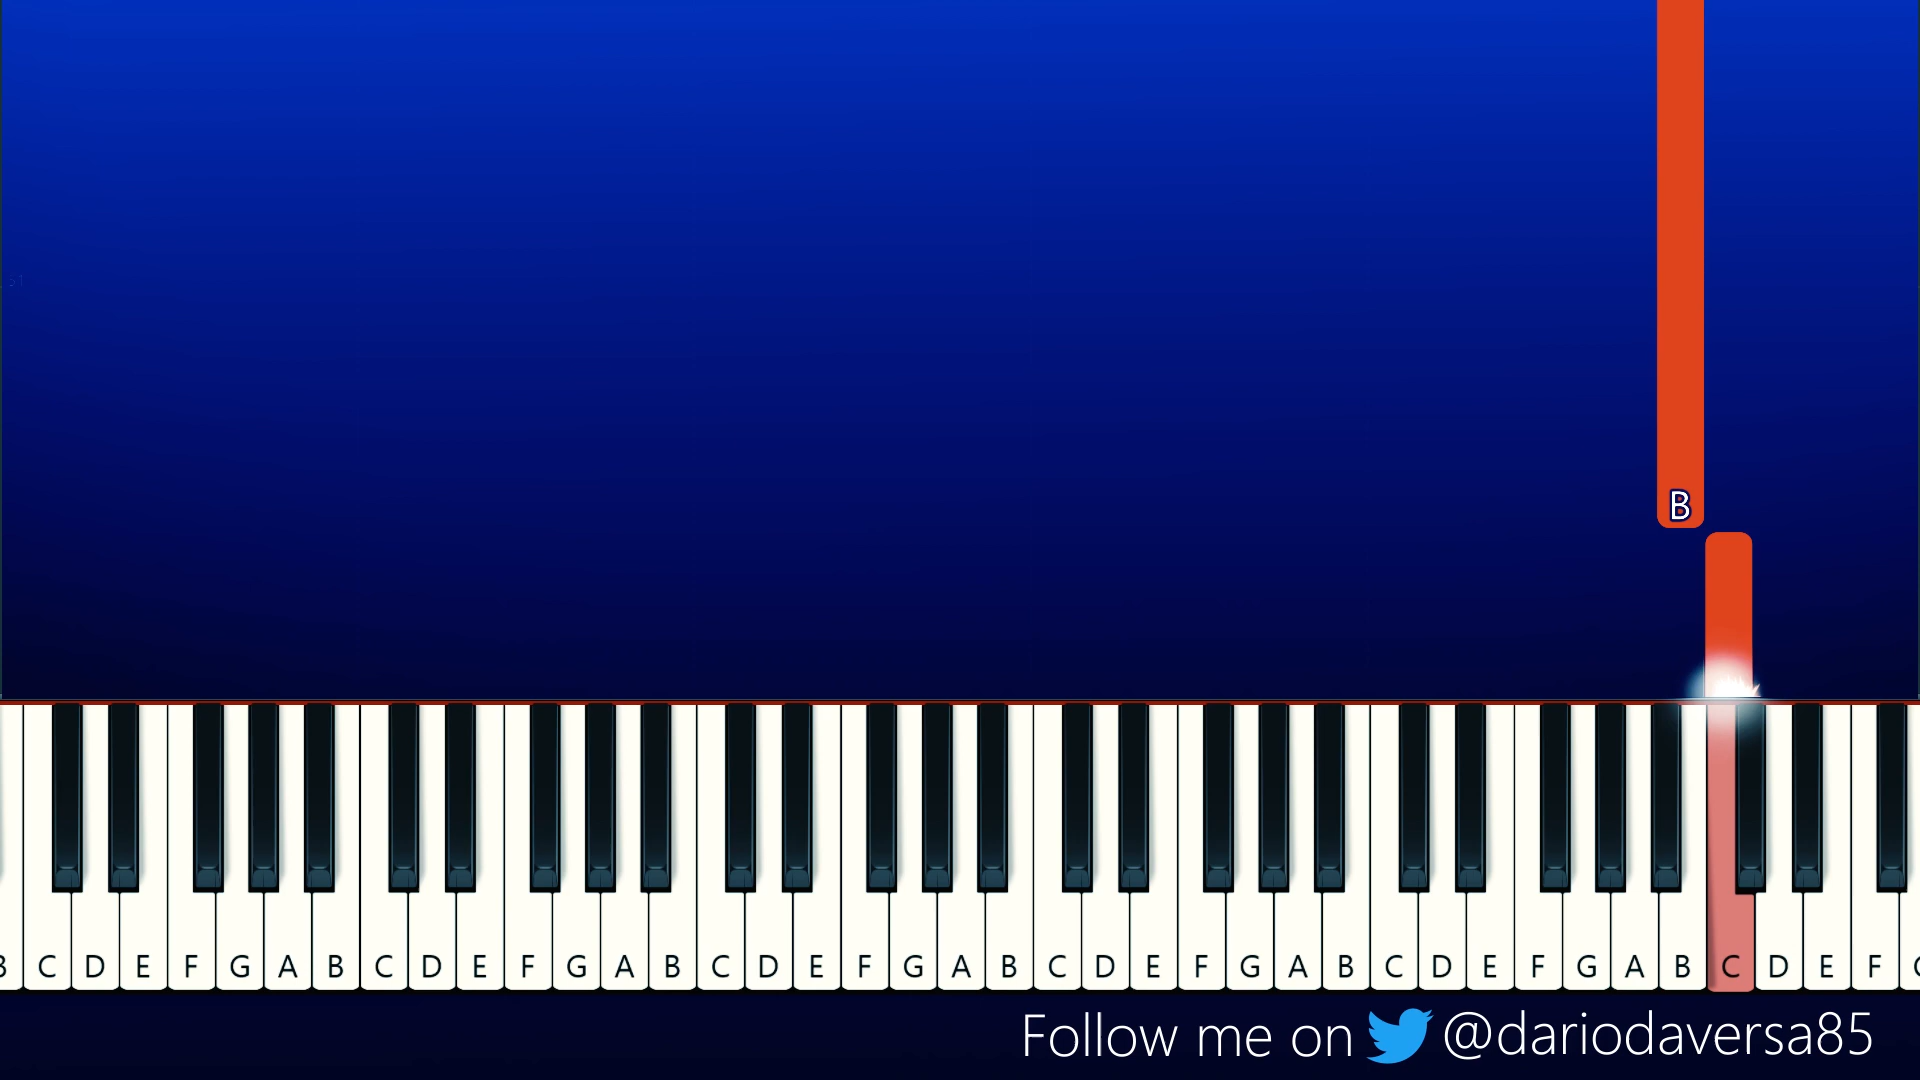 B
B C D E F G A B C D E F G A B C D E F G A B C D E F G A B C D E F G A B C D E F G
Follow me on @dariodaversa85